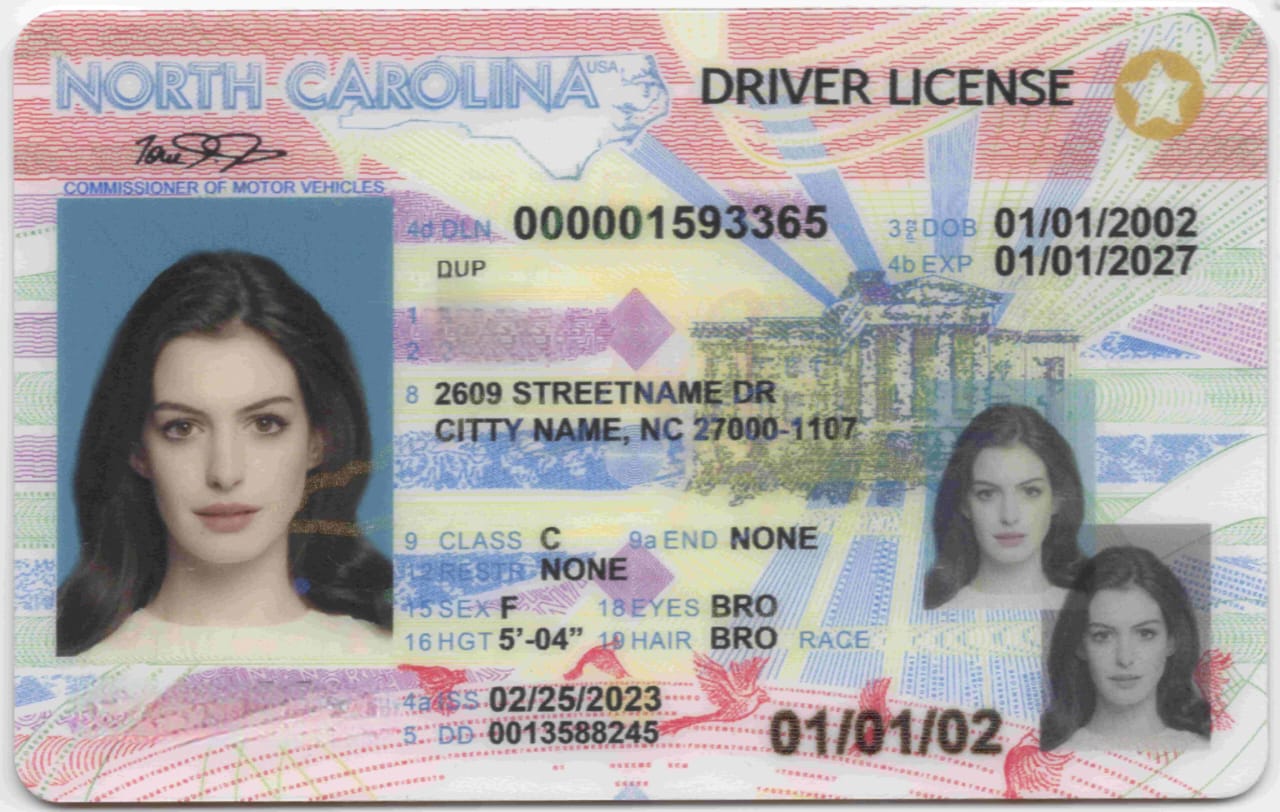 NORTH CAROLINA USA DRIVER LICENSE
COMMISSIONER OF MOTOR VEHICLES
4d DLN 000001593365 3 DOB 01/01/2002
DUP 4b EXP 01/01/2027
1
2
8 2609 STREETNAME DR
CITTY NAME, NC 27000-1107
9 CLASS C 9a END NONE
12 RESTR NONE
15 SEX F 18 EYES BRO
16 HGT 5'-04” 19 HAIR BRO RACE
4a ISS 02/25/2023
5. DD 0013588245 01/01/02